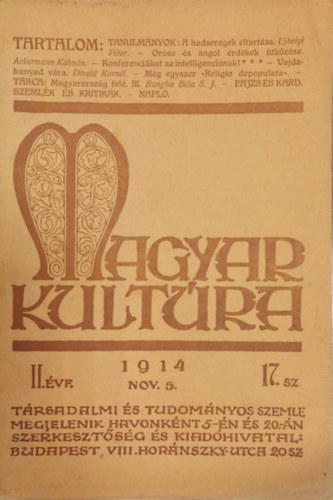 TARTALOM: TANULMÁNYOK: A hadseregek eltartása. Ujhelyi
Péter. – Orosz és angol érdekek ütközése.
Ackermann Kálmán. – Konferenciákat az intelligenciának! * * * – Vajda-
hunyad vára. Divald Kornél. – Még egyszer «Religio depopulata». –
TÁRCA: Magyarország felé. III. Bangha Béla S. J. – PAJZS ÉS KARD.
SZEMLÉK ÉS KRITIKÁK. – NAPLÓ.
MAGYAR
KULTÚRA
II. ÉVF. 1914 NOV. 5. 17. SZ
TÁRSADALMI ÉS TUDOMÁNYOS SZEMLE
MEGJELENIK HAVONKÉNT 5-ÉN ÉS 20-ÁN
SZERKESZTŐSÉG ÉS KIADÓHIVATAL:
BUDAPEST, VIII. HORÁNSZKY-UTCA 20 SZ